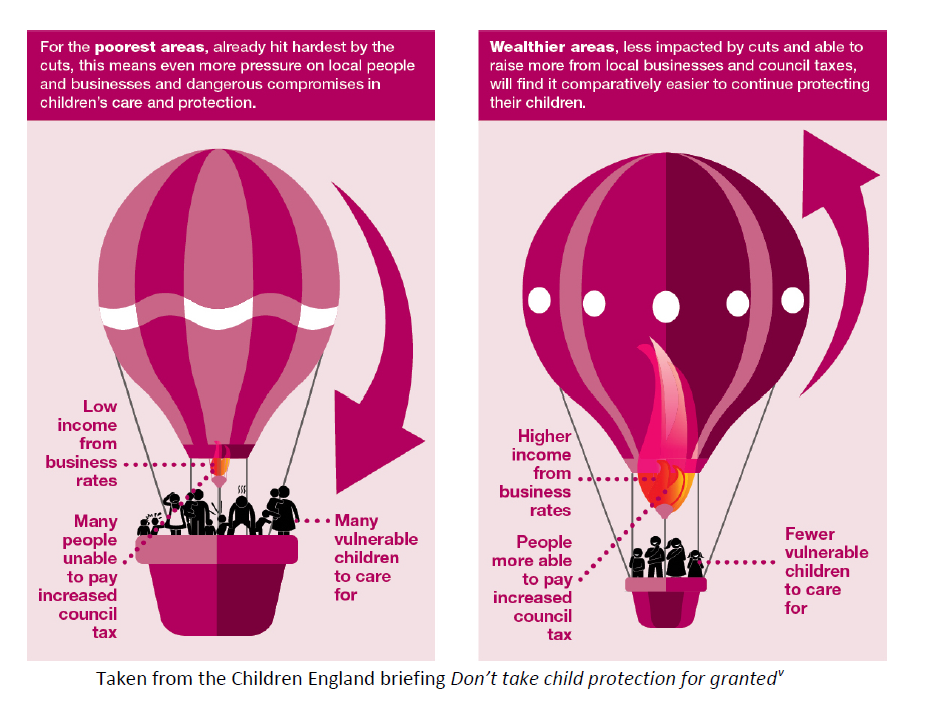 For the poorest areas, already hit hardest by the
cuts, this means even more pressure on local people
and businesses and dangerous compromises in
children’s care and protection.
Low
income
from
business
rates
Many
people
unable
to pay
increased
council
tax
Many
vulnerable
children
to care
for
Wealthier areas, less impacted by cuts and able to
raise more from local businesses and council taxes,
will find it comparatively easier to continue protecting
their children.
Higher
income
from
business
rates
People
more able
to pay
increased
council
tax
Fewer
vulnerable
children
to care
for
Taken from the Children England briefing Don’t take child protection for grantedv